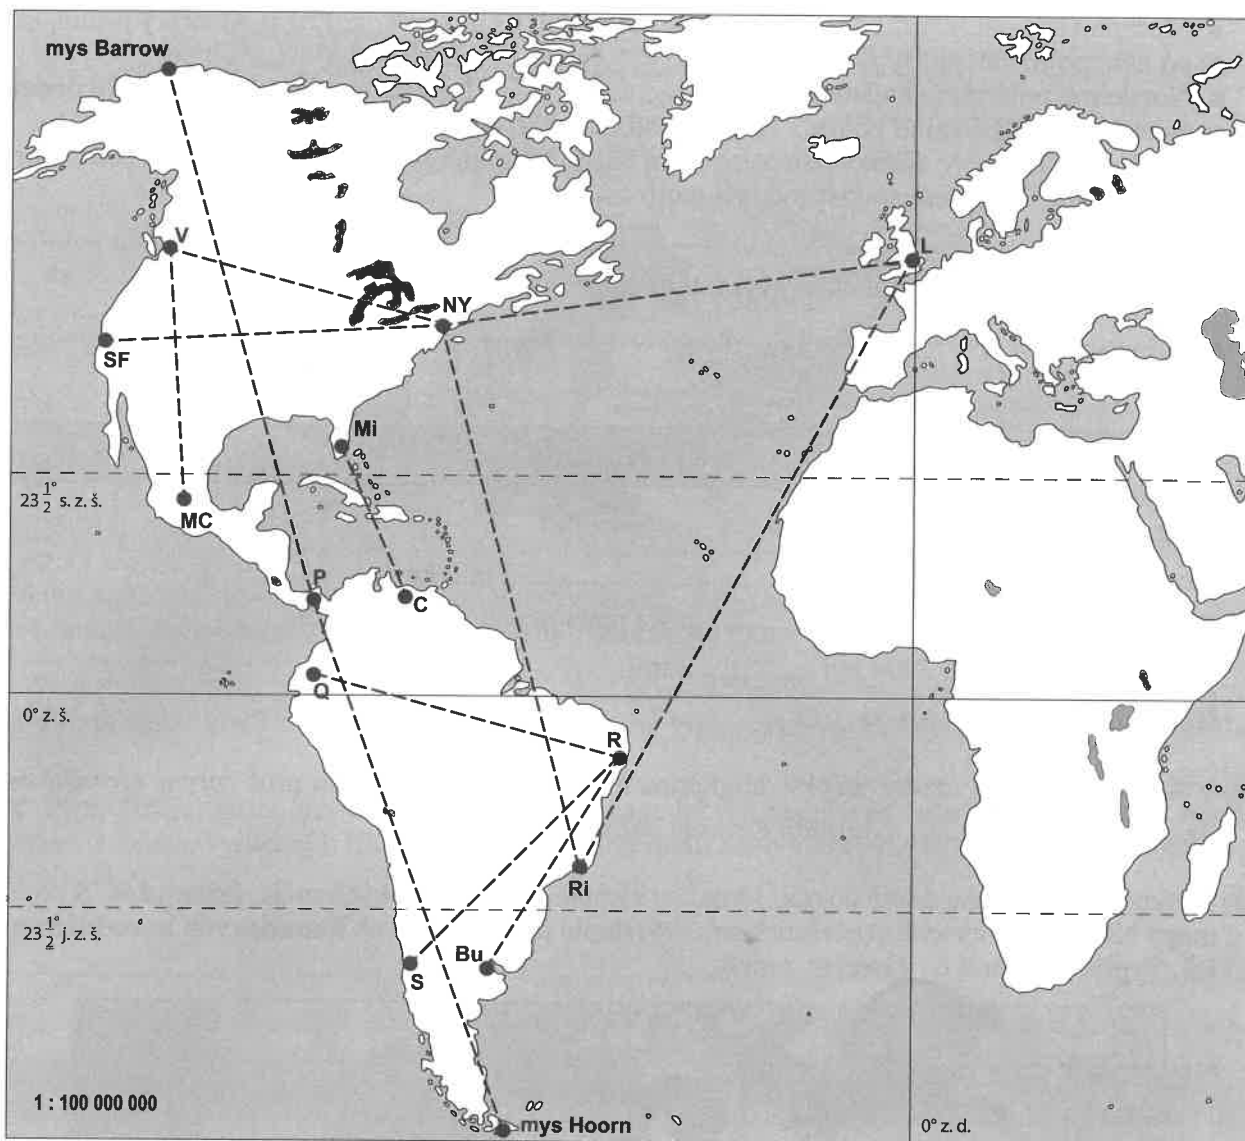 mys Barrow
V
L
NY
SF
Mi
23 1/2° s. z. š.
MC
P
C
Q
0° z. š.
R
Ri
23 1/2° j. z. š.
Bu
S
1 : 100 000 000
mys Hoorn
0° z. d.